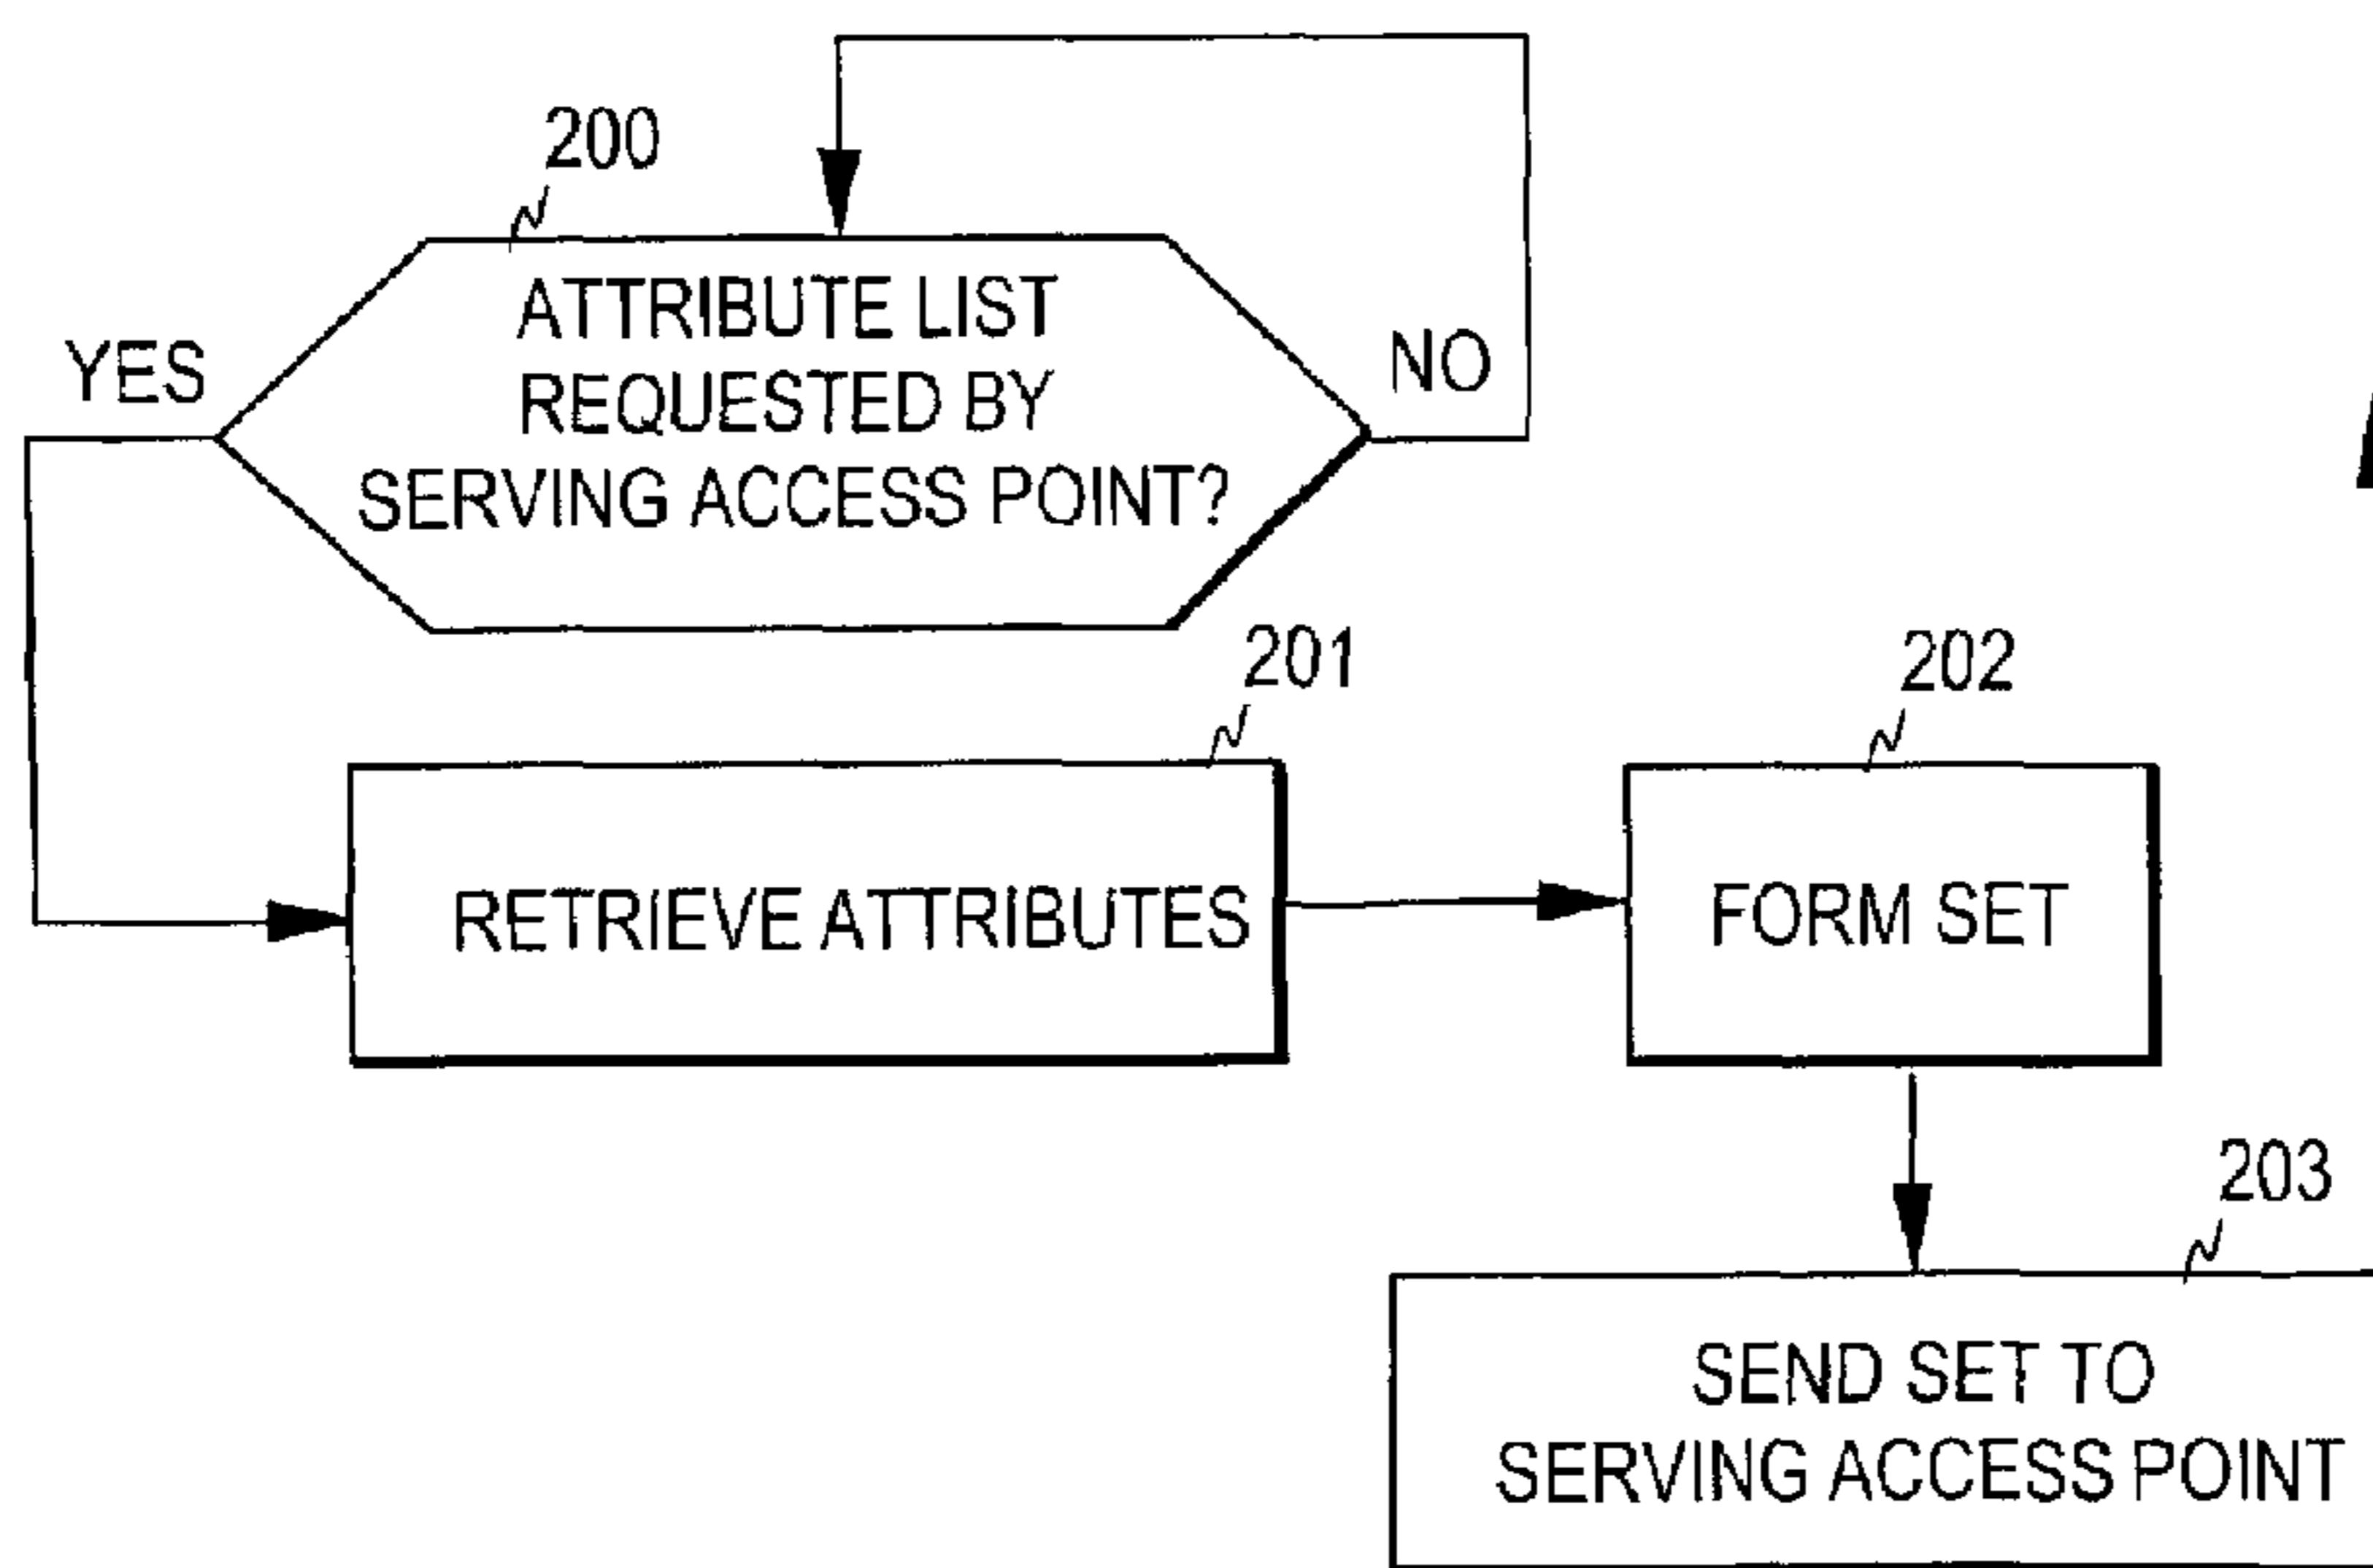 200
ATTRIBUTE LIST
REQUESTED BY
SERVING ACCESS POINT?
YES
NO
201
RETRIEVE ATTRIBUTES
202
FORM SET
203
SEND SET TO
SERVING ACCESS POINT